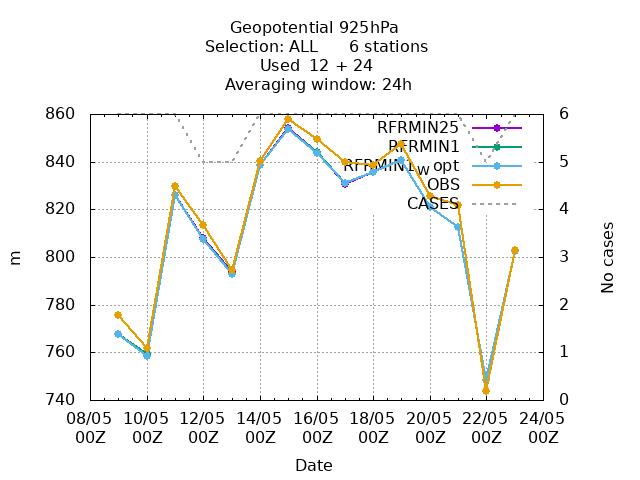 Geopotential 925hPa
Selection: ALL 6 stations
Used 12 + 24
Averaging window: 24h
860
840
820
800
780
760
740
m
6
5
4
3
2
1
0
No cases
RFRMIN25
RFRMIN1
RFRMIN1w opt
OBS
CASES
08/05 10/05 12/05 14/05 16/05 18/05 20/05 22/05 24/05
00Z 00Z 00Z 00Z 00Z 00Z 00Z 00Z 00Z
Date